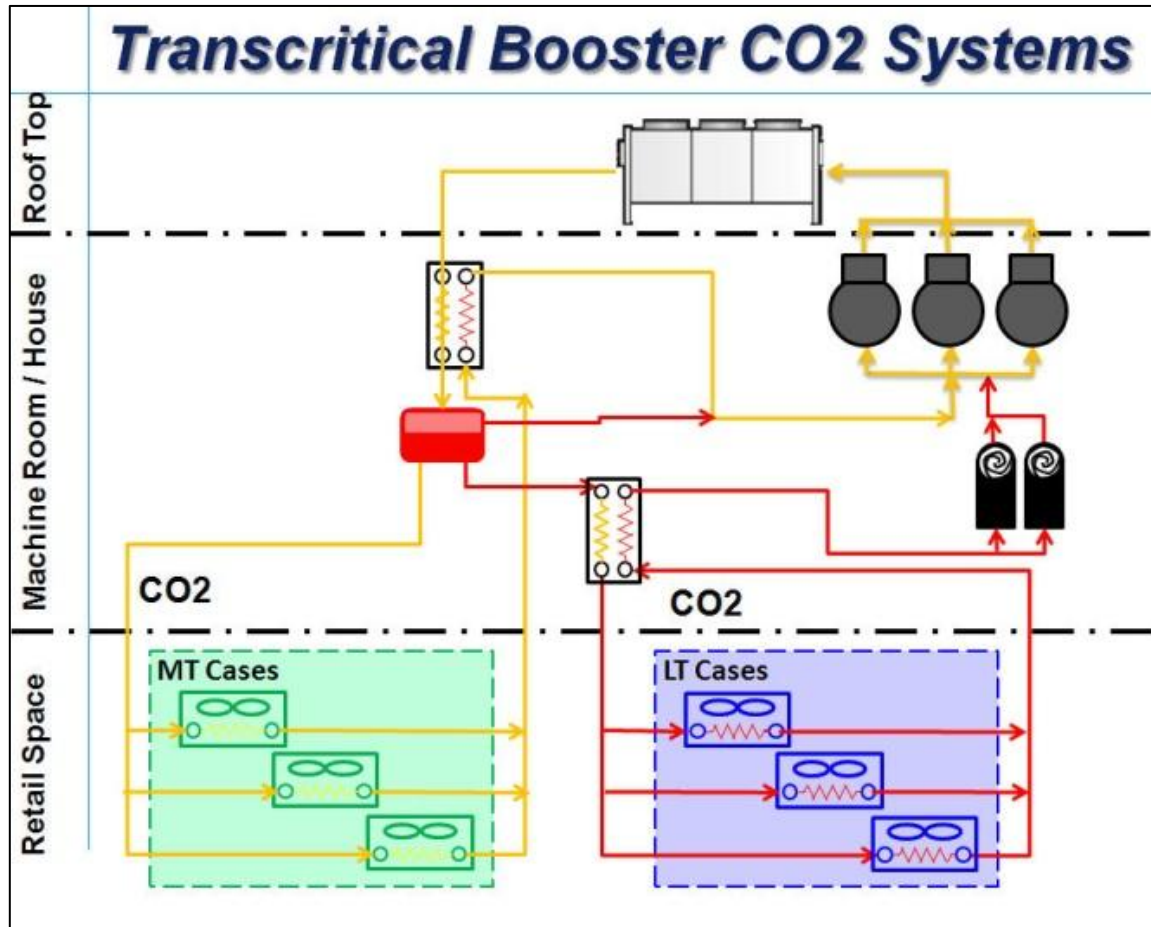 Transcritical Booster CO2 Systems
Roof Top
Machine Room / House
CO2
CO2
Retail Space
MT Cases
LT Cases